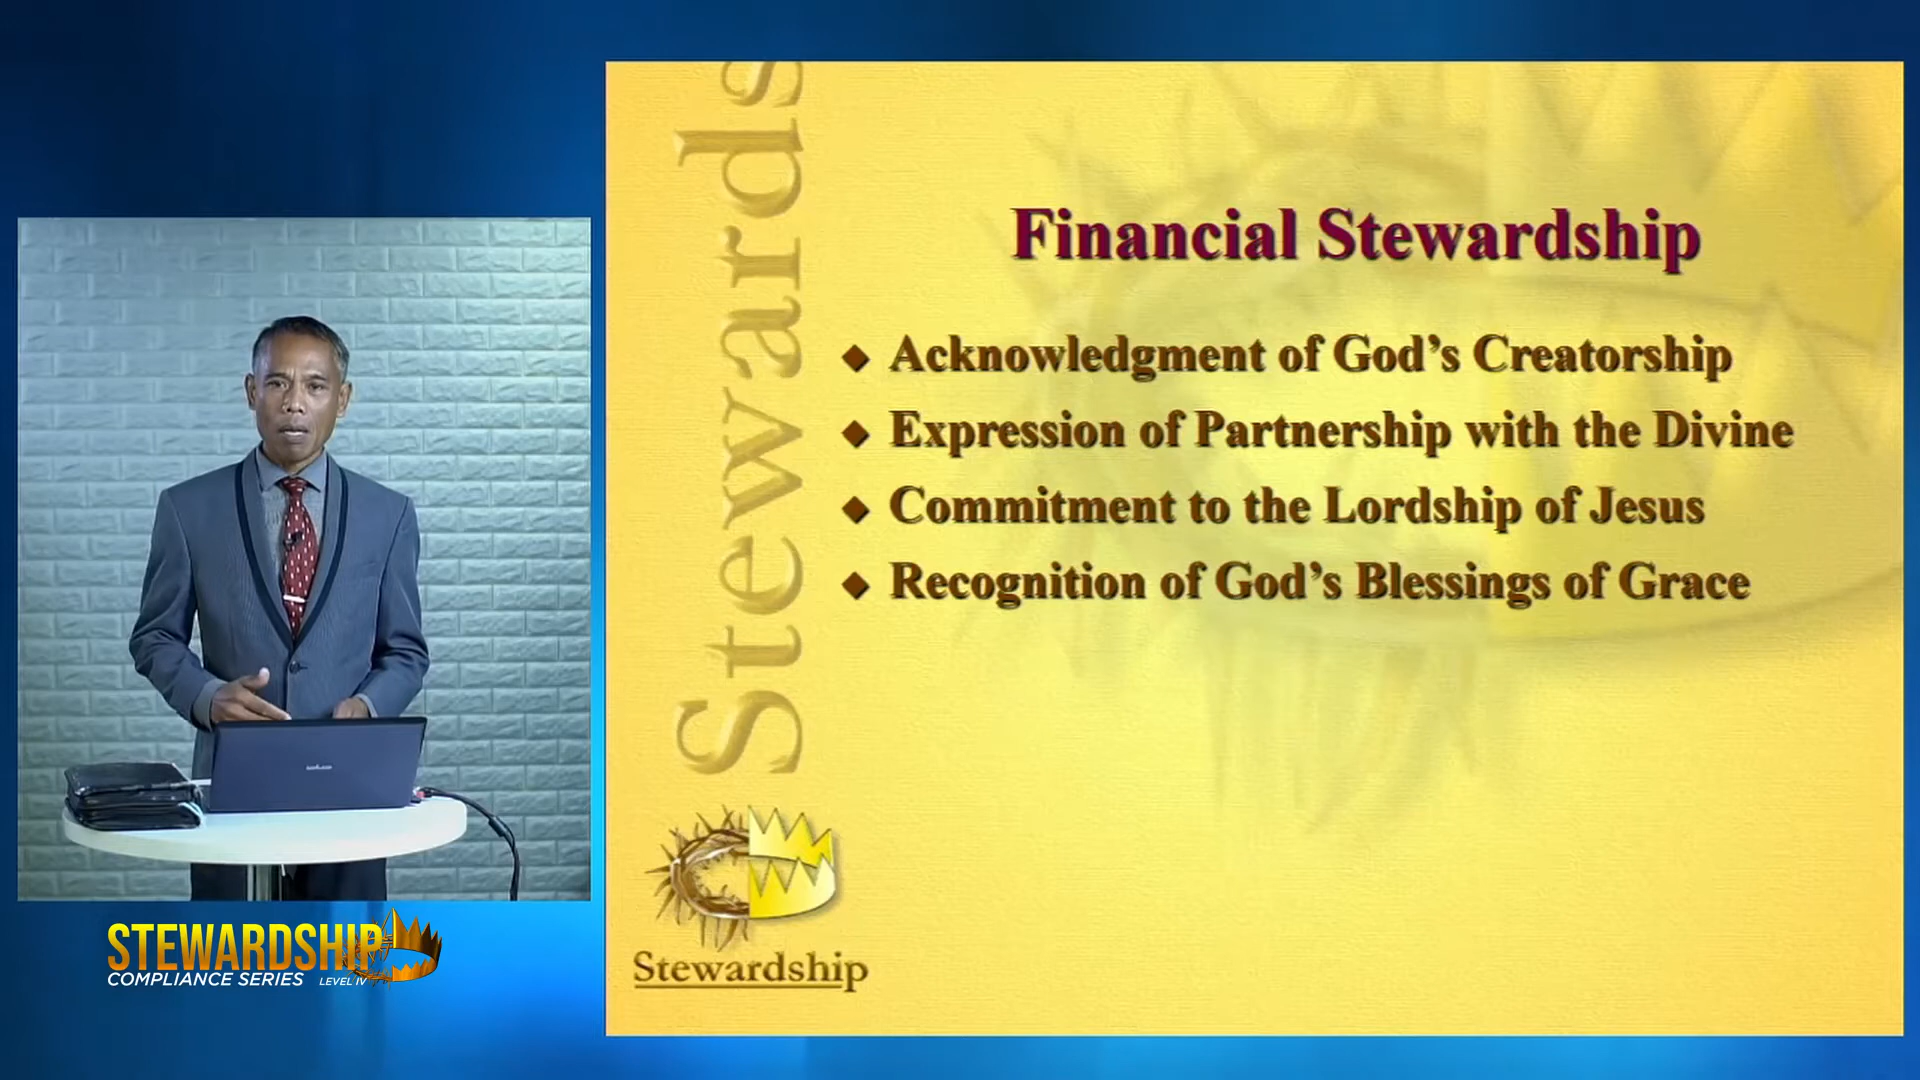 Stewards
Financial Stewardship
◆ Acknowledgment of God’s Creatorship
◆ Expression of Partnership with the Divine
◆ Commitment to the Lordship of Jesus
◆ Recognition of God’s Blessings of Grace
Stewardship
STEWARDSHIP
COMPLIANCE SERIES LEVEL IV